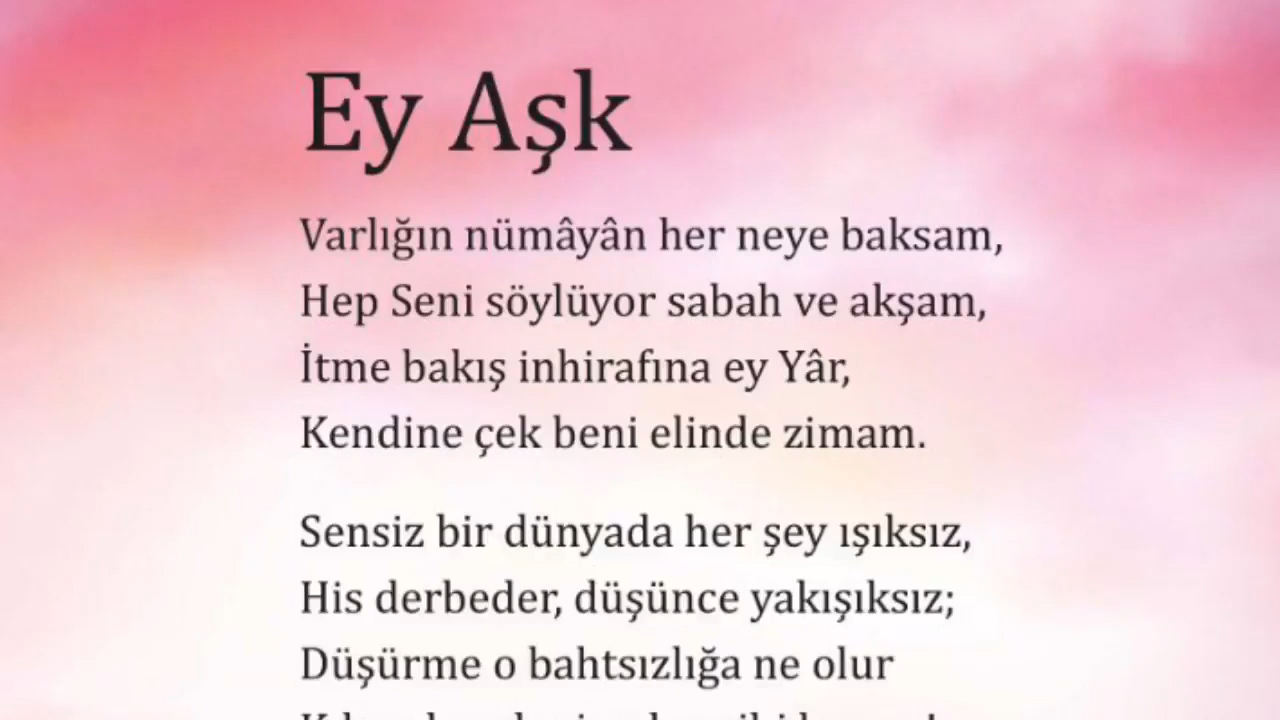 Ey Aşk
Varlığın nümâyân her neye baksam,
Hep Seni söylüyor sabah ve akşam,
İtme bakış inhirafına ey Yâr,
Kendine çek beni elinde zimam.
Sensiz bir dünyada her şey ışıksız,
His derbeder, düşünce yakışıksız;
Düşürme o bahtsızlığa ne olur